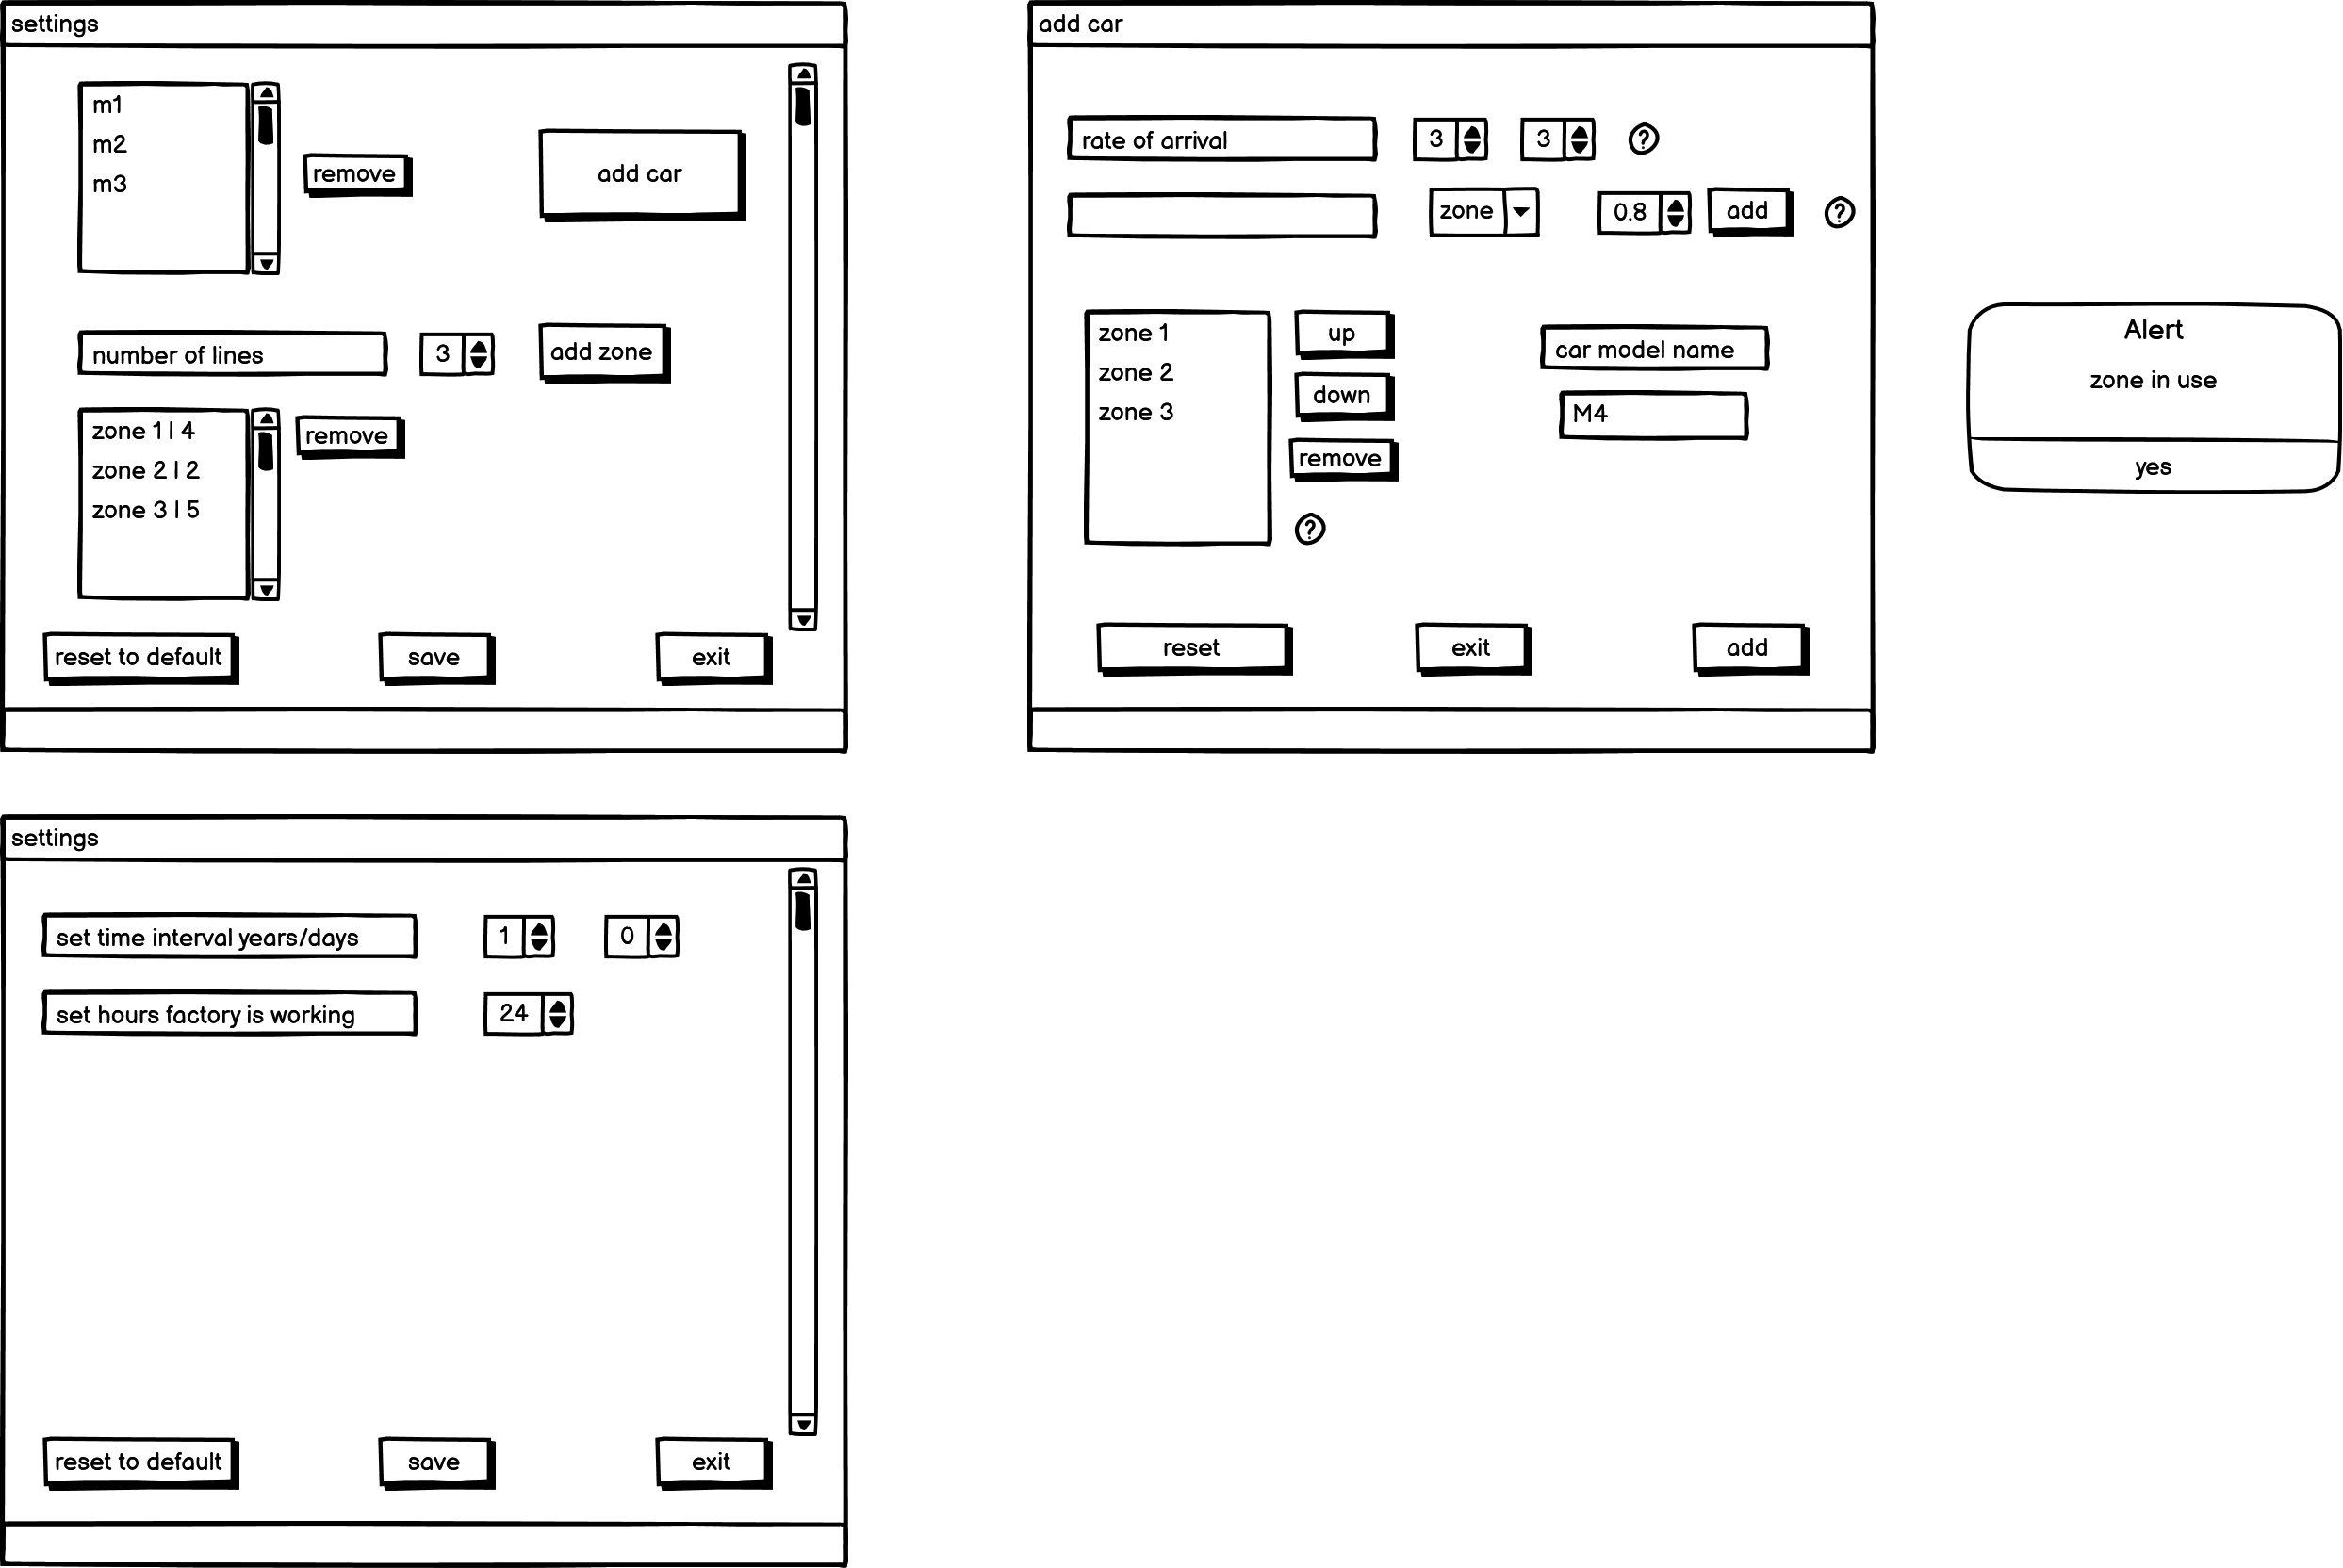 settings
m1
m2
m3
remove
add car
number of lines
3
add zone
zone 1 | 4
zone 2 | 2
zone 3 | 5
remove
reset to default
save
exit
add car
rate of arrival
3
3
?
zone
0.8
add
?
zone 1
zone 2
zone 3
up
down
remove
?
car model name
M4
reset
exit
add
Alert
zone in use
yes
settings
set time interval years/days
1
0
set hours factory is working
24
reset to default
save
exit